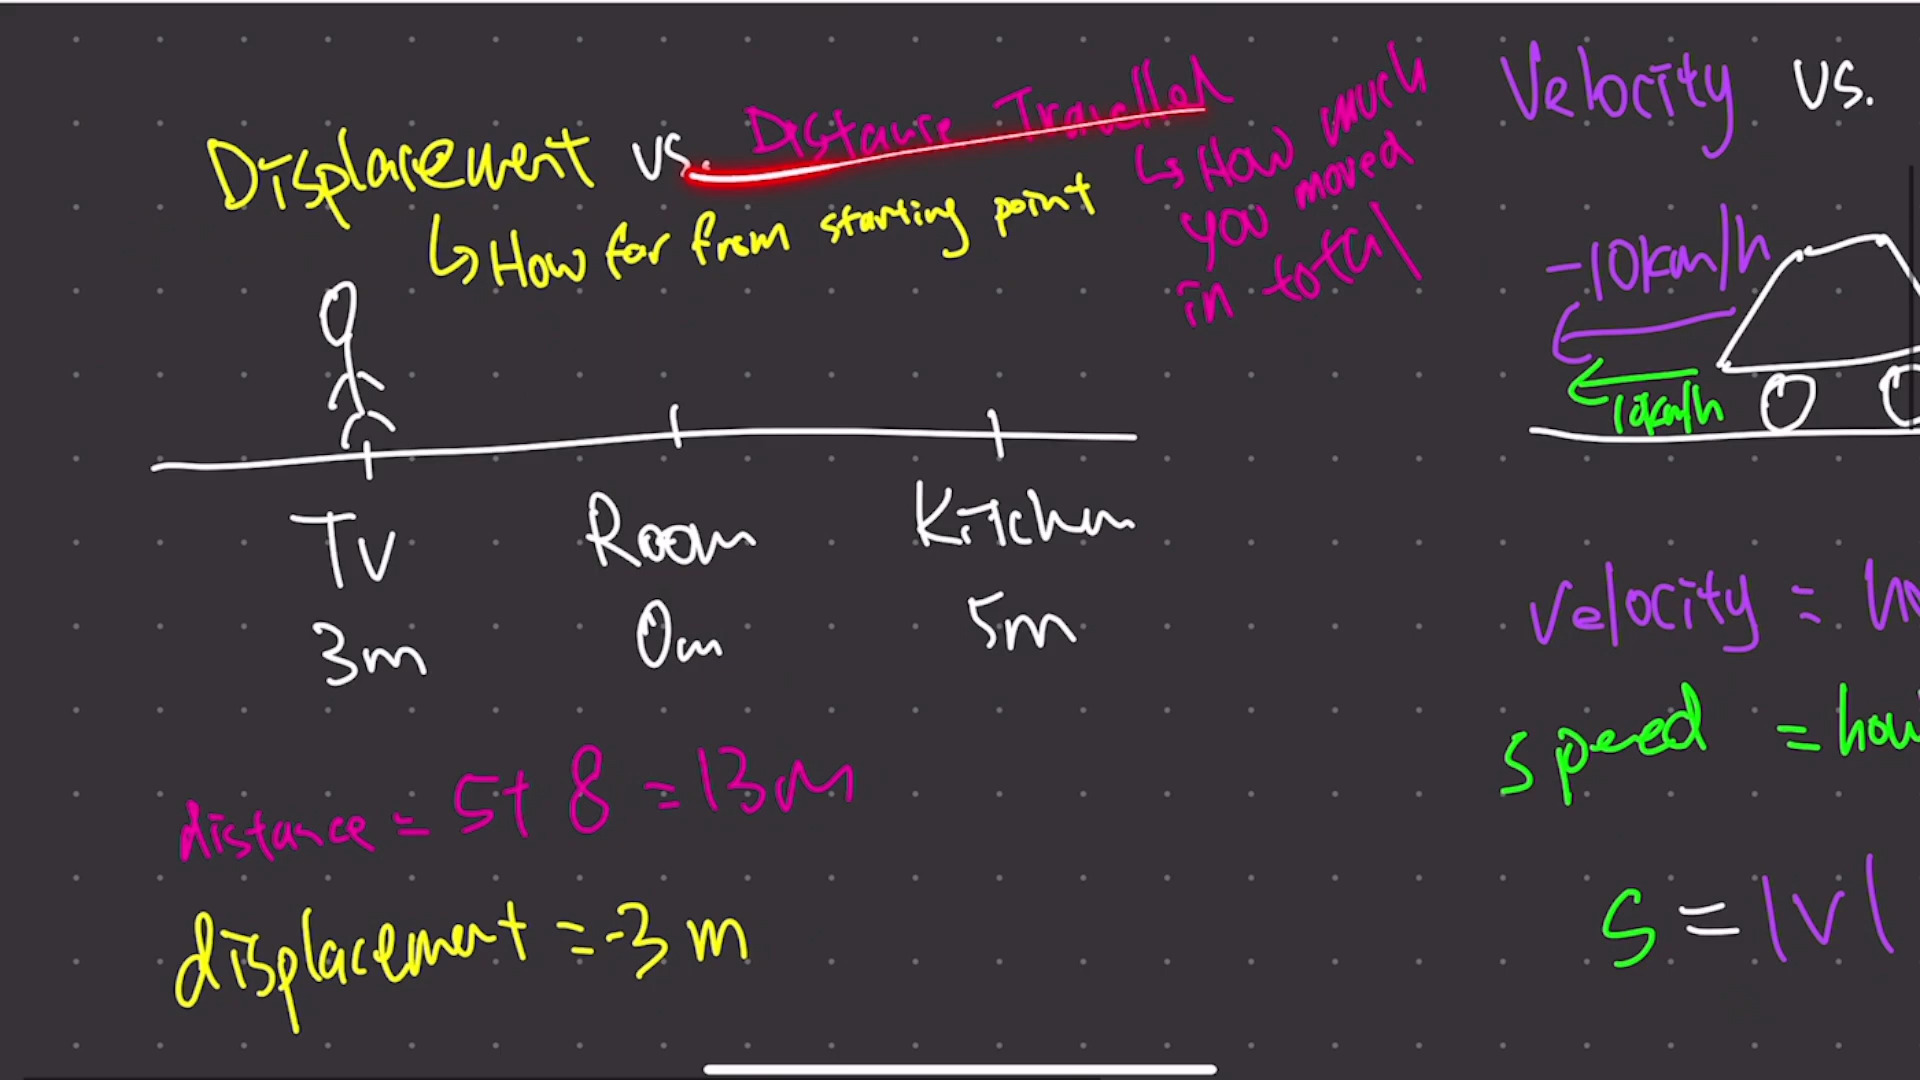 Displacement vs. Distance Travelled
↳ How far from starting point
↳ How much
you moved
in total
Tv Room Kitchen
3m 0m 5m
distance = 5+ 8 = 13m
displacement = -3 m
Velocity vs.
-10km/h
10km/h
Velocity =
speed = how
S = |v|